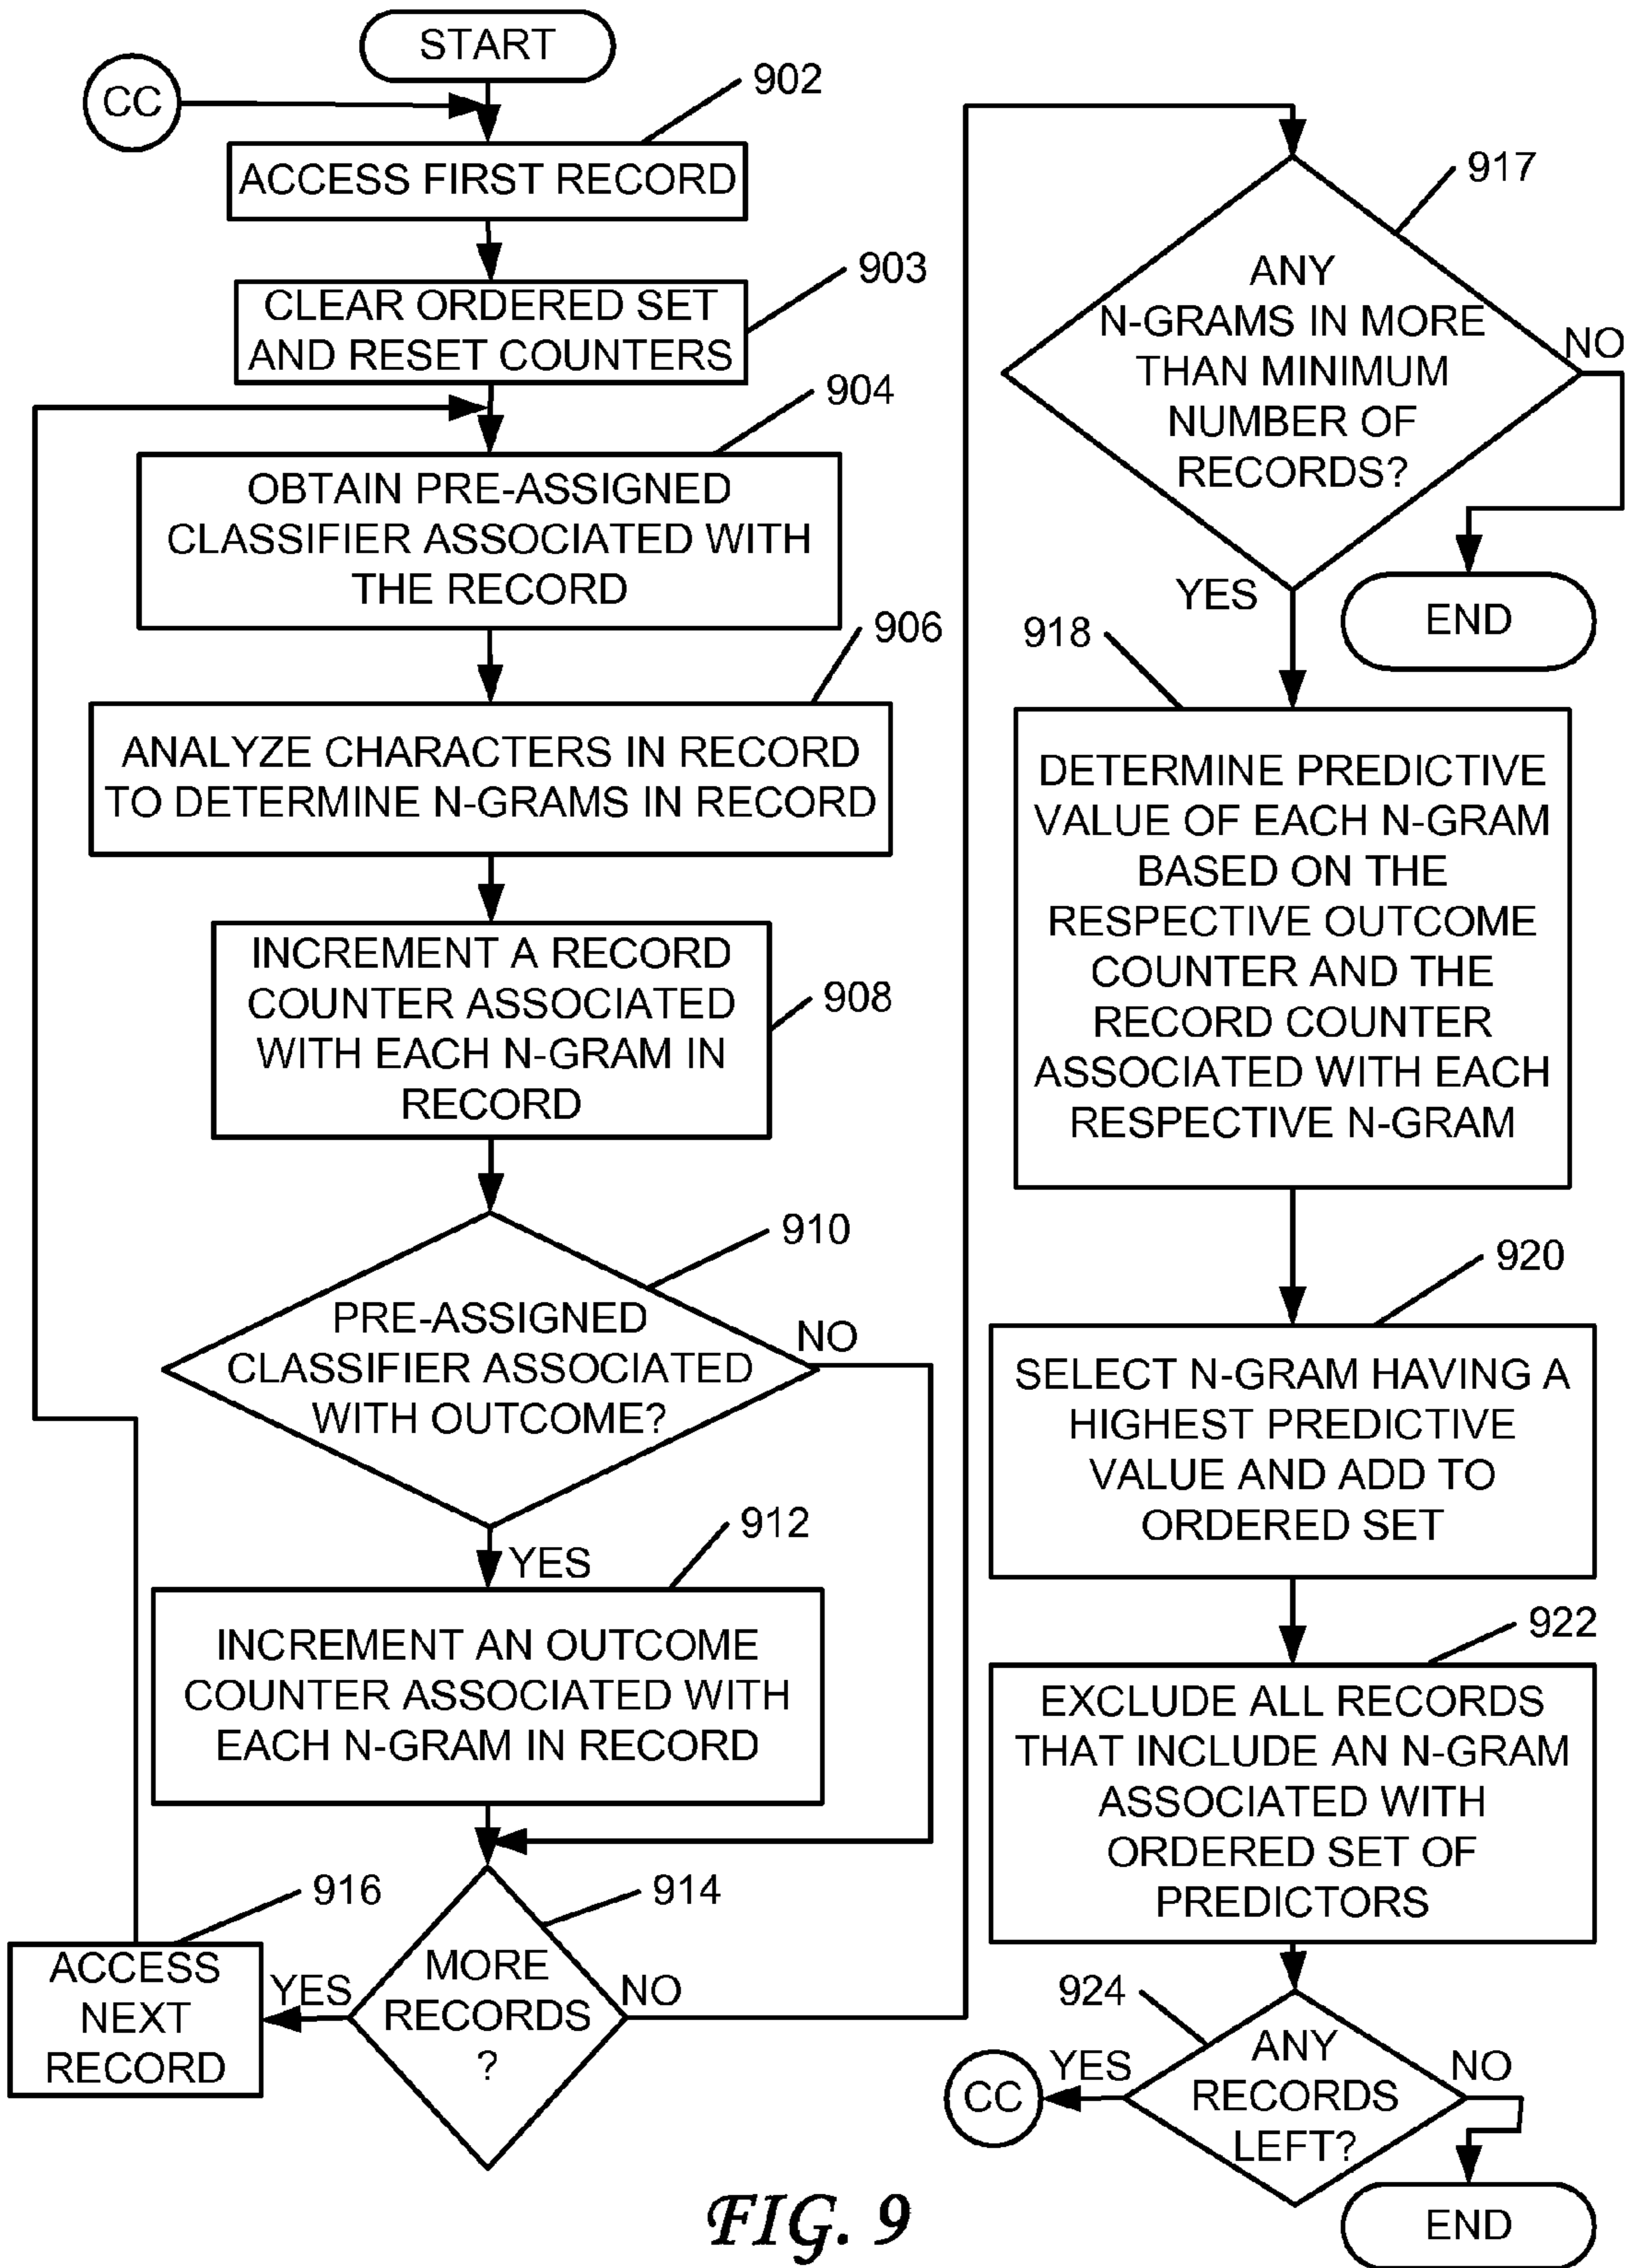 START
CC
902
ACCESS FIRST RECORD
903
CLEAR ORDERED SET
AND RESET COUNTERS
904
OBTAIN PRE-ASSIGNED
CLASSIFIER ASSOCIATED WITH
THE RECORD
906
ANALYZE CHARACTERS IN RECORD
TO DETERMINE N-GRAMS IN RECORD
908
INCREMENT A RECORD
COUNTER ASSOCIATED
WITH EACH N-GRAM IN
RECORD
910
PRE-ASSIGNED
CLASSIFIER ASSOCIATED
WITH OUTCOME?
NO
YES
912
INCREMENT AN OUTCOME
COUNTER ASSOCIATED WITH
EACH N-GRAM IN RECORD
914
MORE
RECORDS
?
YES
NO
916
ACCESS
NEXT
RECORD
917
ANY
N-GRAMS IN MORE
THAN MINIMUM
NUMBER OF
RECORDS?
NO
END
YES
918
DETERMINE PREDICTIVE
VALUE OF EACH N-GRAM
BASED ON THE
RESPECTIVE OUTCOME
COUNTER AND THE
RECORD COUNTER
ASSOCIATED WITH EACH
RESPECTIVE N-GRAM
920
SELECT N-GRAM HAVING A
HIGHEST PREDICTIVE
VALUE AND ADD TO
ORDERED SET
922
EXCLUDE ALL RECORDS
THAT INCLUDE AN N-GRAM
ASSOCIATED WITH
ORDERED SET OF
PREDICTORS
924
ANY
RECORDS
LEFT?
YES
CC
NO
END
FIG. 9